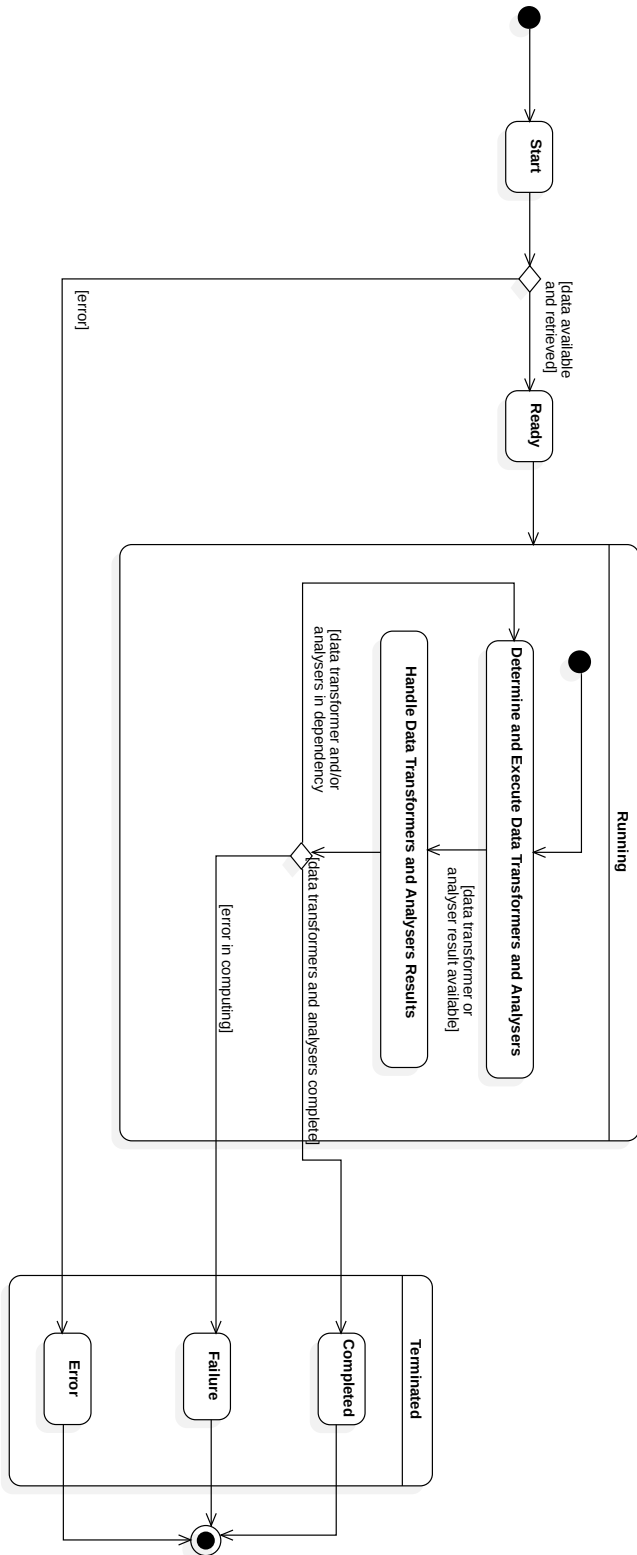 Start
[data available
and retrieved]
[error]
Ready
Running
Determine and Execute Data Transformers and Analysers
[data transformer or
analyser result available]
Handle Data Transformers and Analysers Results
[data transformer and/or
analysers in dependency
[data transformers and analysers complete]
[error in computing]
Terminated
Completed
Failure
Error